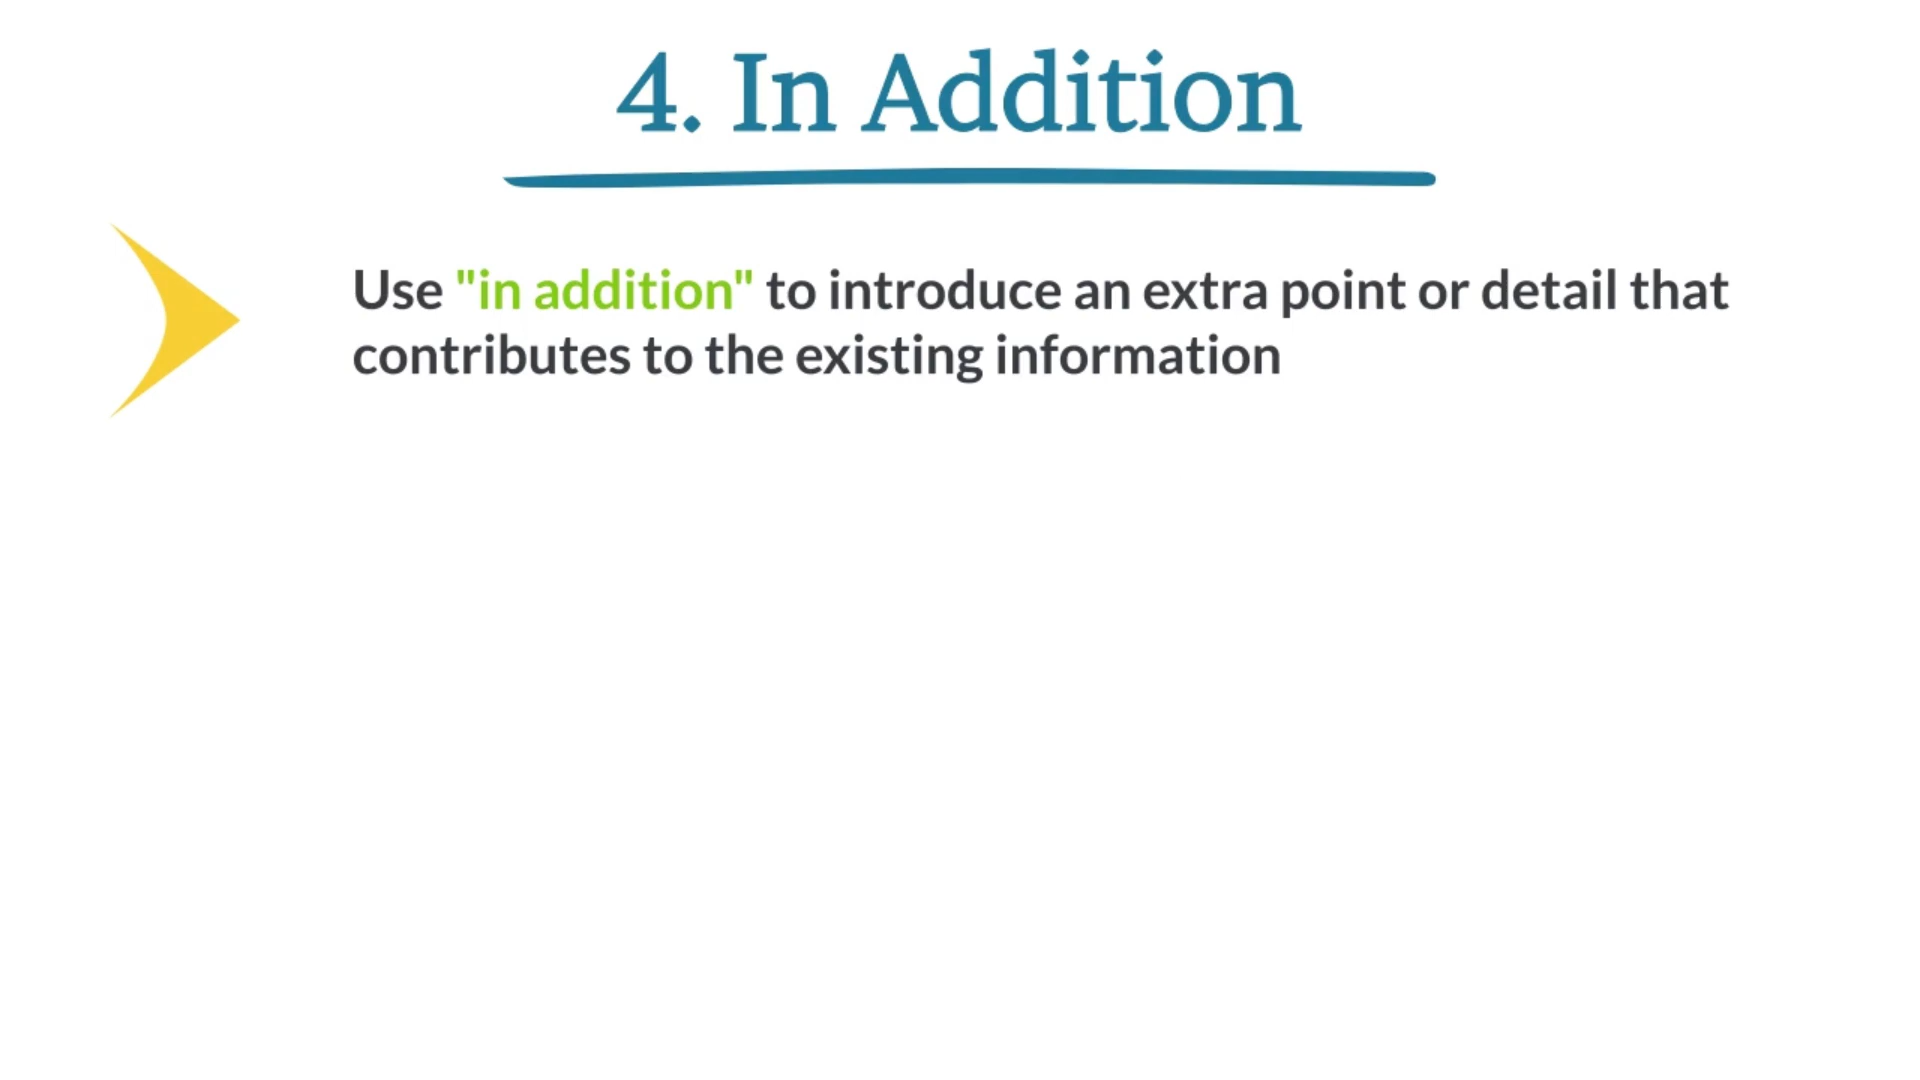 4. In Addition
Use "in addition" to introduce an extra point or detail that
contributes to the existing information